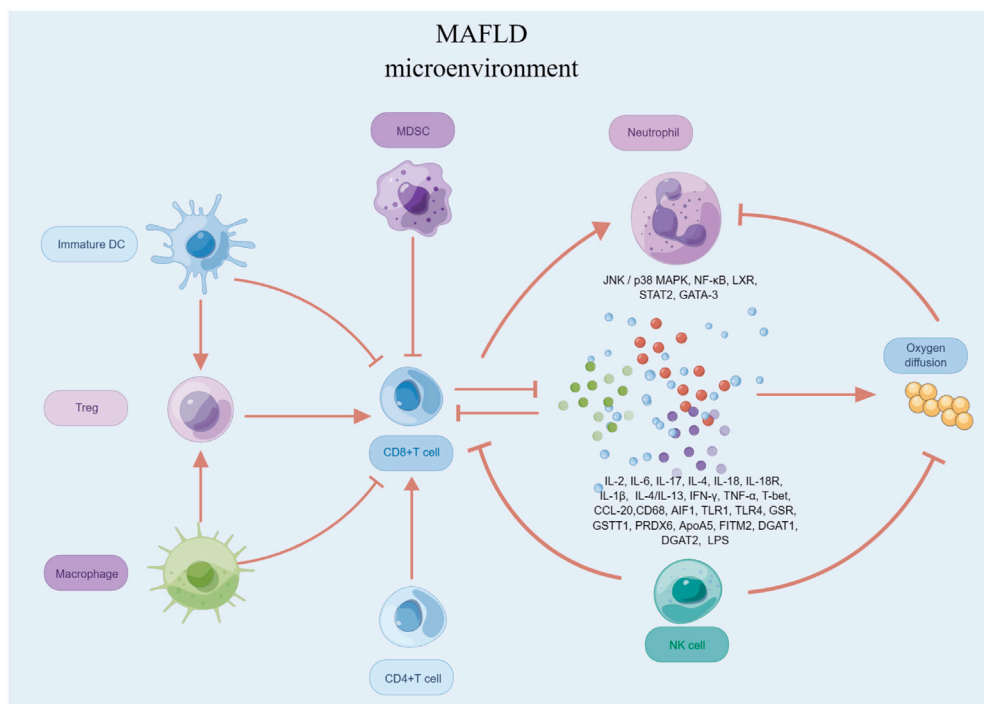 MAFLD
microenvironment
MDSC
Neutrophil
Immature DC
JNK / p38 MAPK, NF-κB, LXR,
STAT2, GATA-3
Oxygen
diffusion
Treg
CD8+T cell
IL-2, IL-6, IL-17, IL-4, IL-18, IL-18R,
IL-1β, IL-4/IL-13, IFN-γ, TNF-α, T-bet,
CCL-20,CD68, AIF1, TLR1, TLR4, GSR,
GSTT1, PRDX6, ApoA5, FITM2, DGAT1,
DGAT2, LPS
Macrophage
NK cell
CD4+T cell